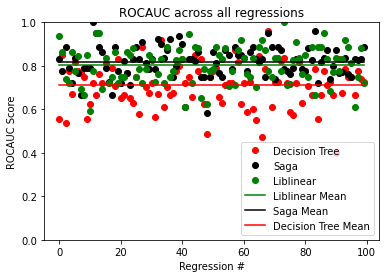 ROCAUC across all regressions
1.0
0.8
0.6
0.4
0.2
0.0
ROCAUC Score
0 20 40 60 80 100
Regression #
Decision Tree
Saga
Liblinear
Liblinear Mean
Saga Mean
Decision Tree Mean